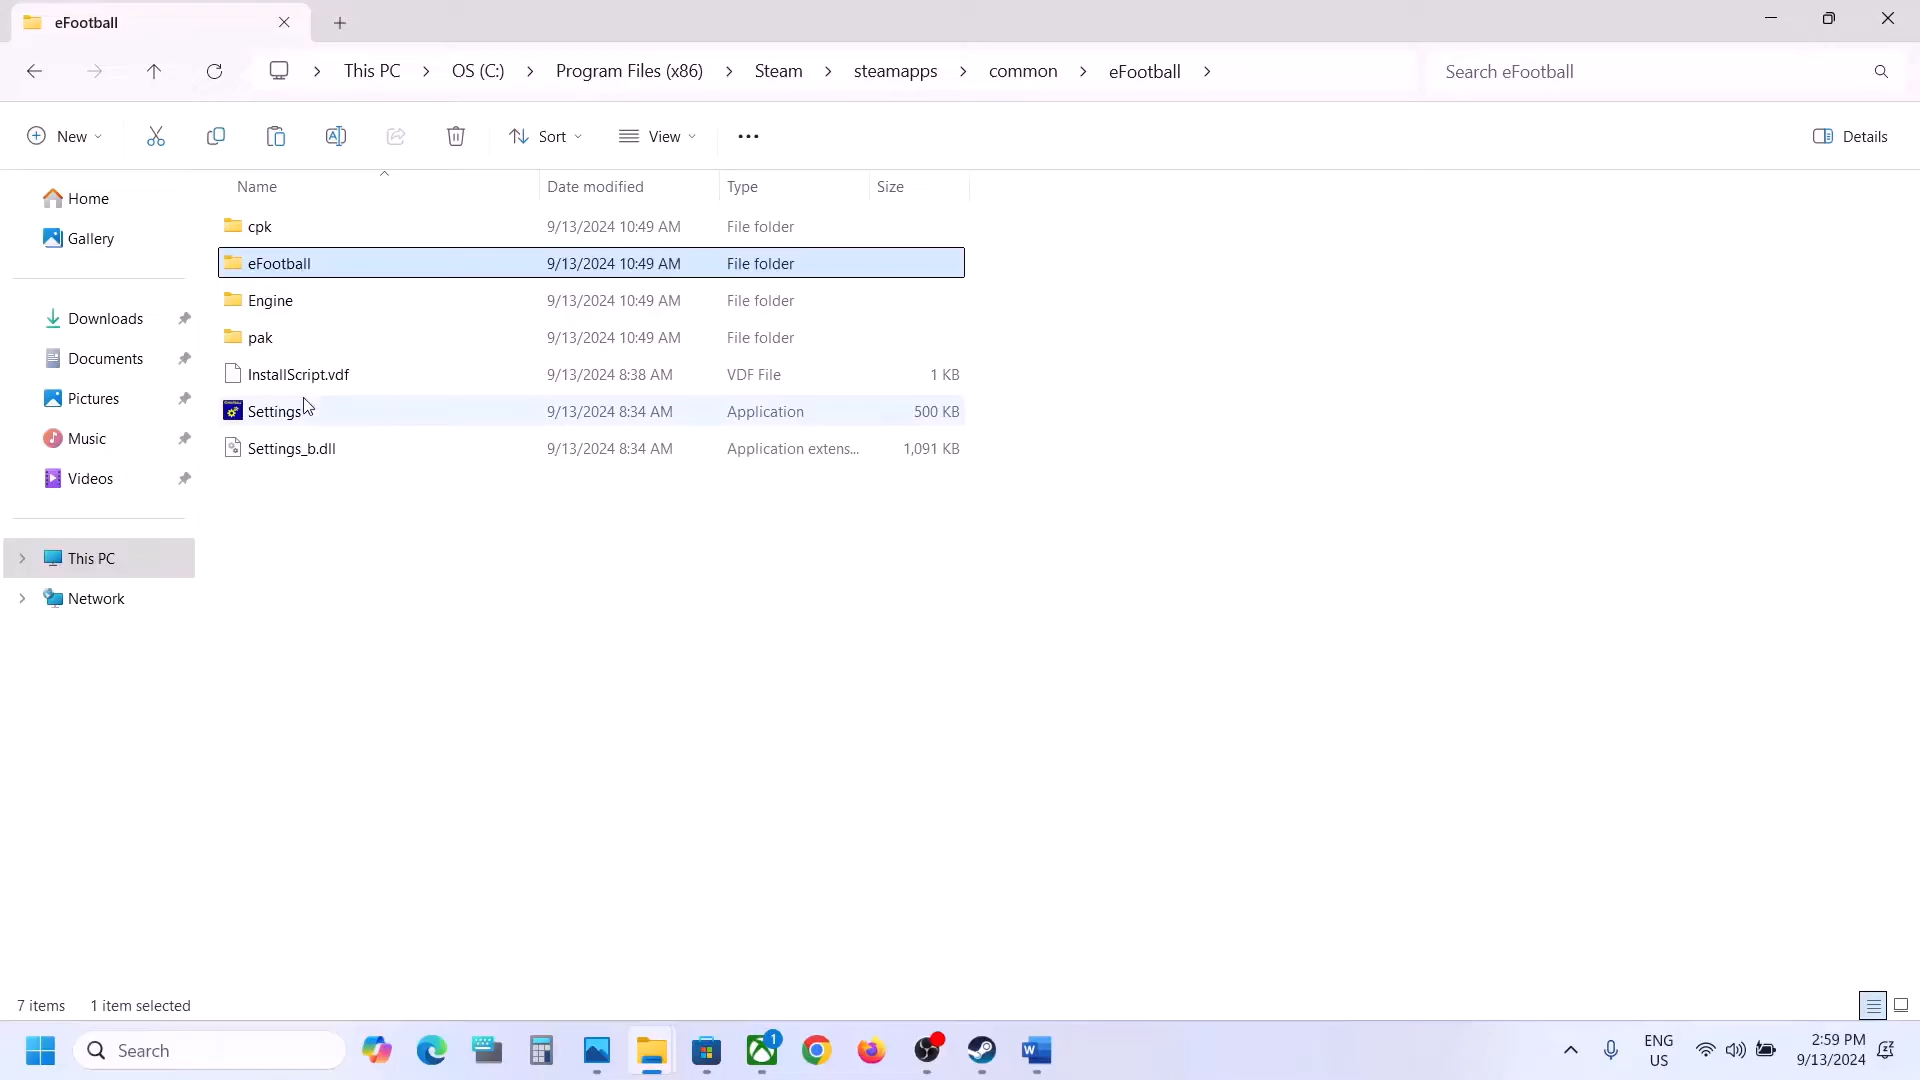 eFootball
This PC
OS (C:)
Program Files (x86)
Steam
steamapps
common
eFootball
Search eFootball
New
Sort
View
Details
Name
Date modified
Type
Size
Home
Gallery
Downloads
Documents
Pictures
Music
Videos
This PC
Network
cpk 9/13/2024 10:49 AM File folder
eFootball 9/13/2024 10:49 AM File folder
Engine 9/13/2024 10:49 AM File folder
pak 9/13/2024 10:49 AM File folder
InstallScript.vdf 9/13/2024 8:38 AM VDF File 1 KB
Settings 9/13/2024 8:34 AM Application 500 KB
Settings_b.dll 9/13/2024 8:34 AM Application extens... 1,091 KB
7 items 1 item selected
Search
1
ENG
US
2:59 PM
9/13/2024